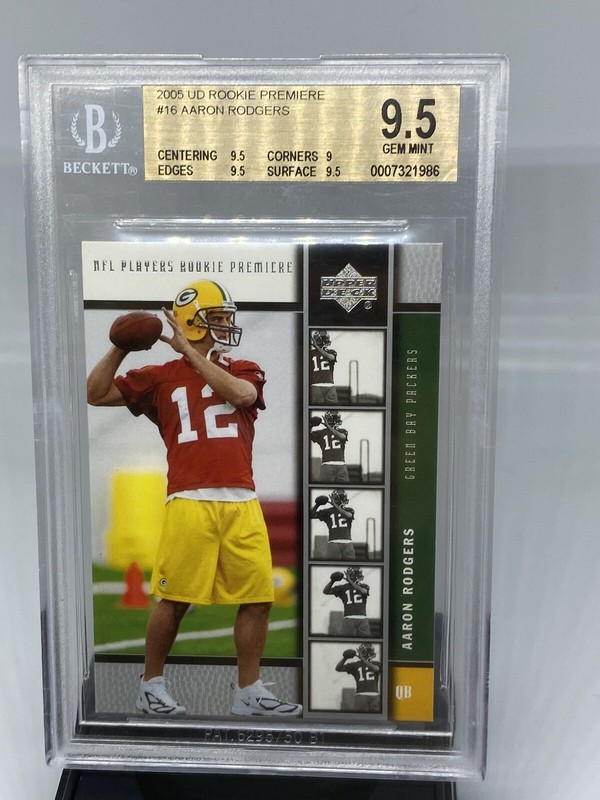 2005 UD ROOKIE PREMIERE
#16 AARON RODGERS
9.5
GEM MINT
CENTERING 9.5 CORNERS 9
EDGES 9.5 SURFACE 9.5
0007321986
B
BECKETT®
NFL PLAYERS ROOKIE PREMIERE
UPPER
DECK
G
12
12
12
12
12
12
GREEN BAY PACKERS
AARON RODGERS
QB
G